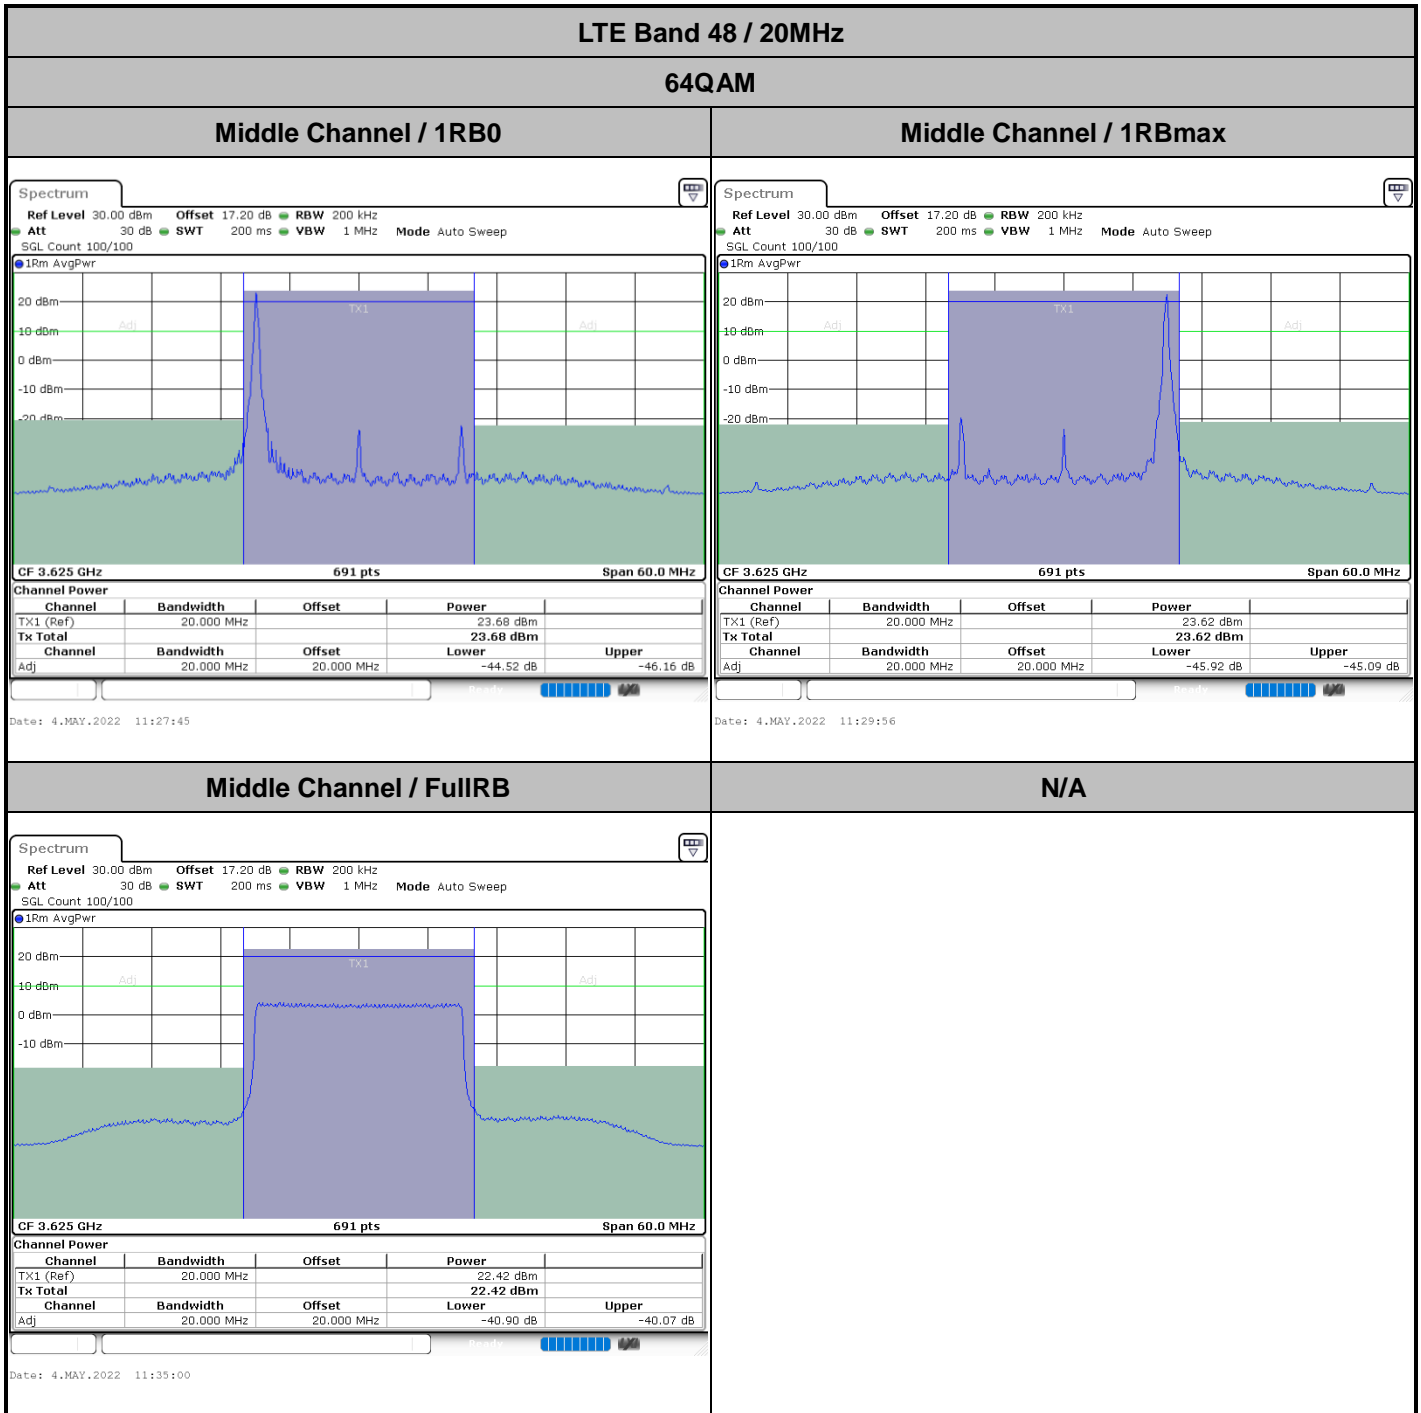 LTE Band 48 / 20MHz
64QAM
Middle Channel / 1RB0
Middle Channel / 1RBmax
Spectrum
Ref Level 30.00 dBm Offset 17.20 dB RBW 200 kHz
Att 30 dB SWT 200 ms VBW 1 MHz Mode Auto Sweep
SGL Count 100/100
1Rm AvgPwr
20 dBm
10 dBm
0 dBm
-10 dBm
-20 dBm
Adj
TX1
Adj
CF 3.625 GHz 691 pts Span 60.0 MHz
Channel Power
Channel Bandwidth Offset Power
TX1 (Ref) 20.000 MHz 23.68 dBm
Tx Total 23.68 dBm
Channel Bandwidth Offset Lower Upper
Adj 20.000 MHz 20.000 MHz -44.52 dB -46.16 dB
Ready
Date: 4.MAY.2022 11:27:45
Spectrum
Ref Level 30.00 dBm Offset 17.20 dB RBW 200 kHz
Att 30 dB SWT 200 ms VBW 1 MHz Mode Auto Sweep
SGL Count 100/100
1Rm AvgPwr
20 dBm
10 dBm
0 dBm
-10 dBm
-20 dBm
Adj
TX1
Adj
CF 3.625 GHz 691 pts Span 60.0 MHz
Channel Power
Channel Bandwidth Offset Power
TX1 (Ref) 20.000 MHz 23.62 dBm
Tx Total 23.62 dBm
Channel Bandwidth Offset Lower Upper
Adj 20.000 MHz 20.000 MHz -45.92 dB -45.09 dB
Ready
Date: 4.MAY.2022 11:29:56
Middle Channel / FullRB
N/A
Spectrum
Ref Level 30.00 dBm Offset 17.20 dB RBW 200 kHz
Att 30 dB SWT 200 ms VBW 1 MHz Mode Auto Sweep
SGL Count 100/100
1Rm AvgPwr
20 dBm
10 dBm
0 dBm
-10 dBm
Adj
TX1
Adj
CF 3.625 GHz 691 pts Span 60.0 MHz
Channel Power
Channel Bandwidth Offset Power
TX1 (Ref) 20.000 MHz 22.42 dBm
Tx Total 22.42 dBm
Channel Bandwidth Offset Lower Upper
Adj 20.000 MHz 20.000 MHz -40.90 dB -40.07 dB
Ready
Date: 4.MAY.2022 11:35:00